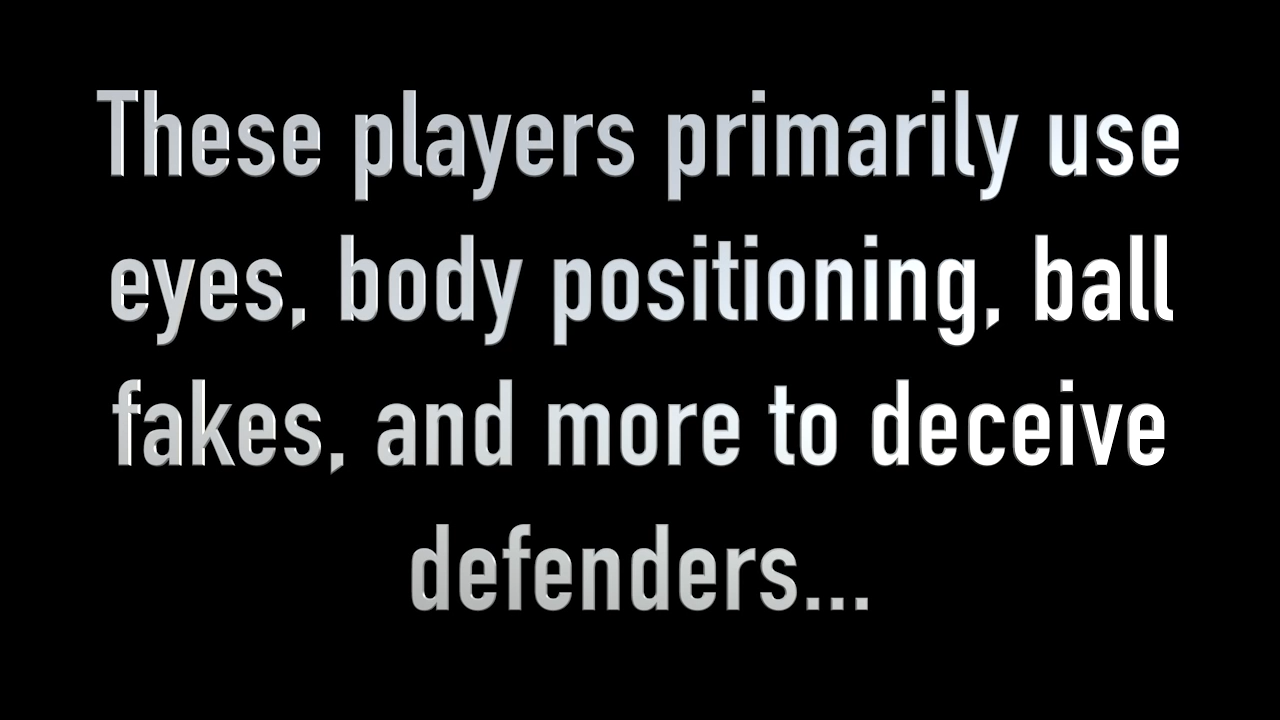 These players primarily use
eyes, body positioning, ball
fakes, and more to deceive
defenders...